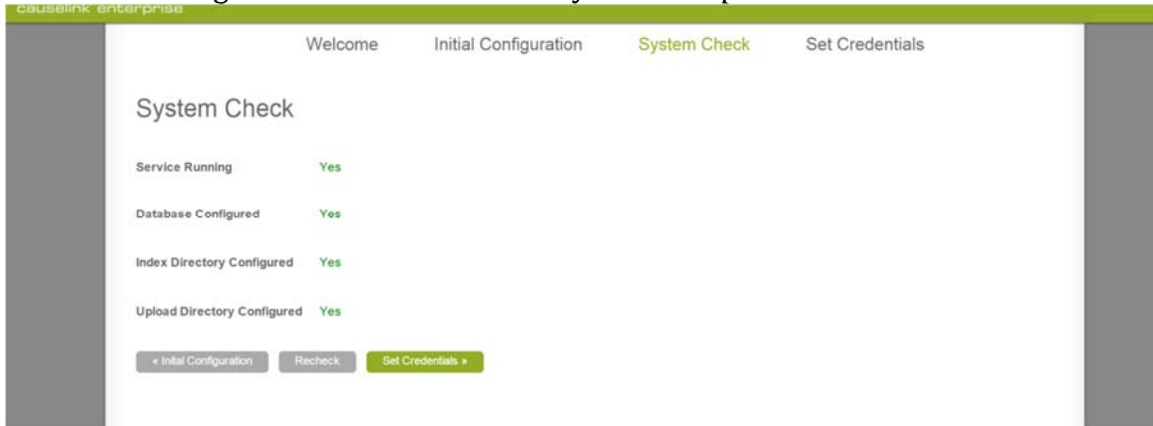 causelink enterprise
Welcome Initial Configuration System Check Set Credentials
System Check
Service Running Yes
Database Configured Yes
Index Directory Configured Yes
Upload Directory Configured Yes
« Inital Configuration Recheck Set Credentials »